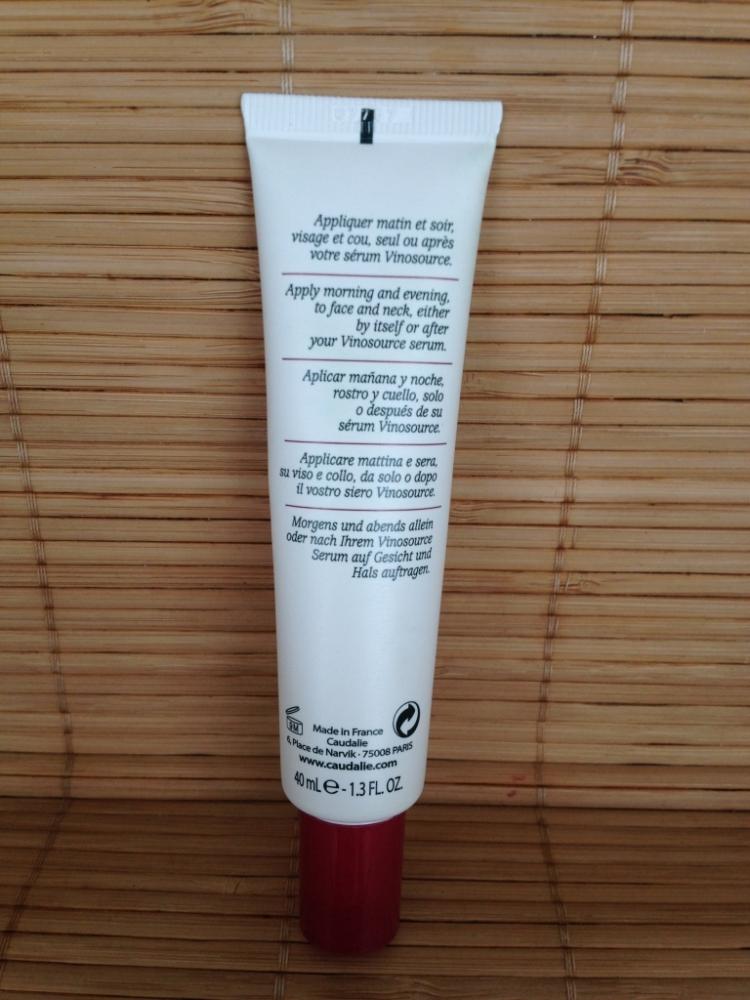 Appliquer matin et soir,
visage et cou, seul ou après
votre sérum Vinosource.
Apply morning and evening,
to face and neck, either
by itself or after
your Vinosource serum.
Aplicar mañana y noche,
rostro y cuello, solo
o después de su
sérum Vinosource.
Applicare mattina e sera,
su viso e collo, da solo o dopo
il vostro siero Vinosource.
Morgens und abends allein
oder nach Ihrem Vinosource
Serum auf Gesicht und
Hals auftragen.
Made in France
Caudalie
6, Place de Narvik - 75008 PARIS
www.caudalie.com
40 mL e - 1.3 FL. OZ.